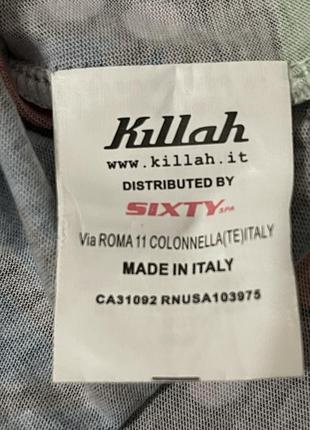 Killah
www.killah.it
DISTRIBUTED BY
SIXTY SPA
Via ROMA 11 COLONNELLA(TE)ITALY
MADE IN ITALY
CA31092 RNUSA103975